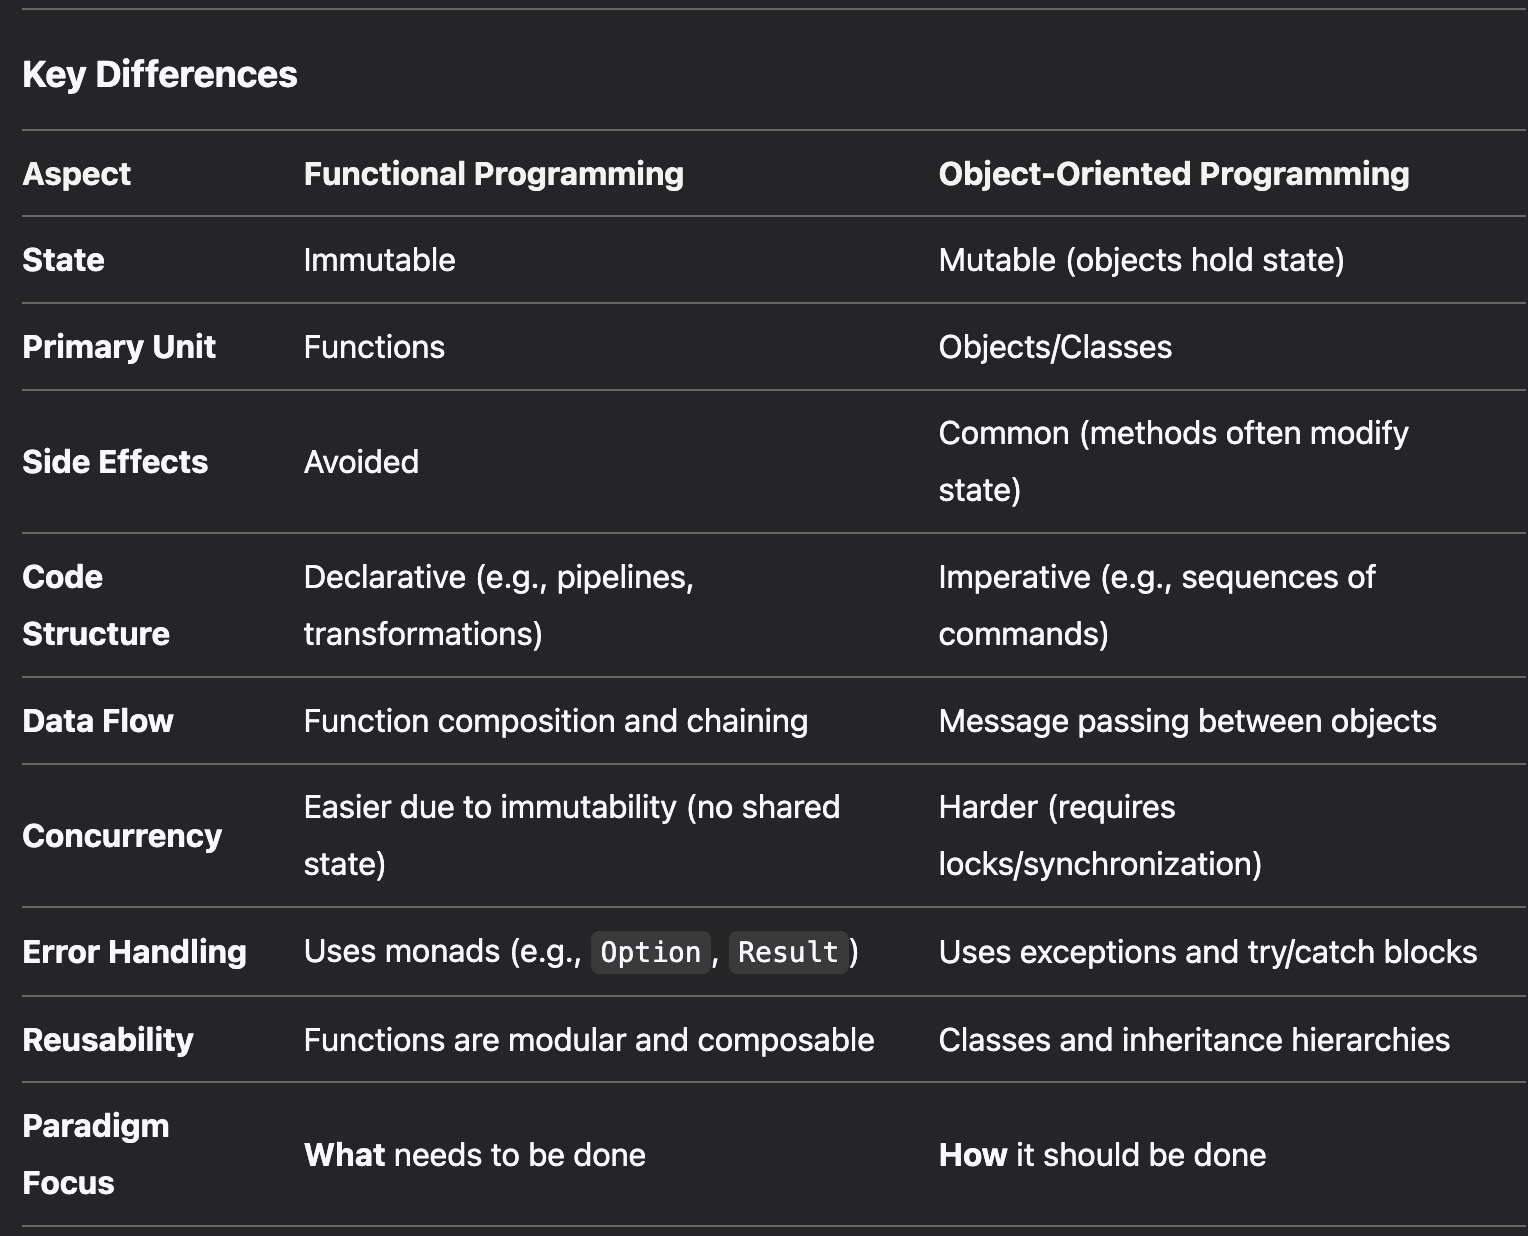 Key Differences
Aspect Functional Programming Object-Oriented Programming
State Immutable Mutable (objects hold state)
Primary Unit Functions Objects/Classes
Side Effects Avoided Common (methods often modify
state)
Code Declarative (e.g., pipelines, Imperative (e.g., sequences of
Structure transformations) commands)
Data Flow Function composition and chaining Message passing between objects
Concurrency Easier due to immutability (no shared Harder (requires
state) locks/synchronization)
Error Handling Uses monads (e.g., Option, Result) Uses exceptions and try/catch blocks
Reusability Functions are modular and composable Classes and inheritance hierarchies
Paradigm
Focus What needs to be done How it should be done